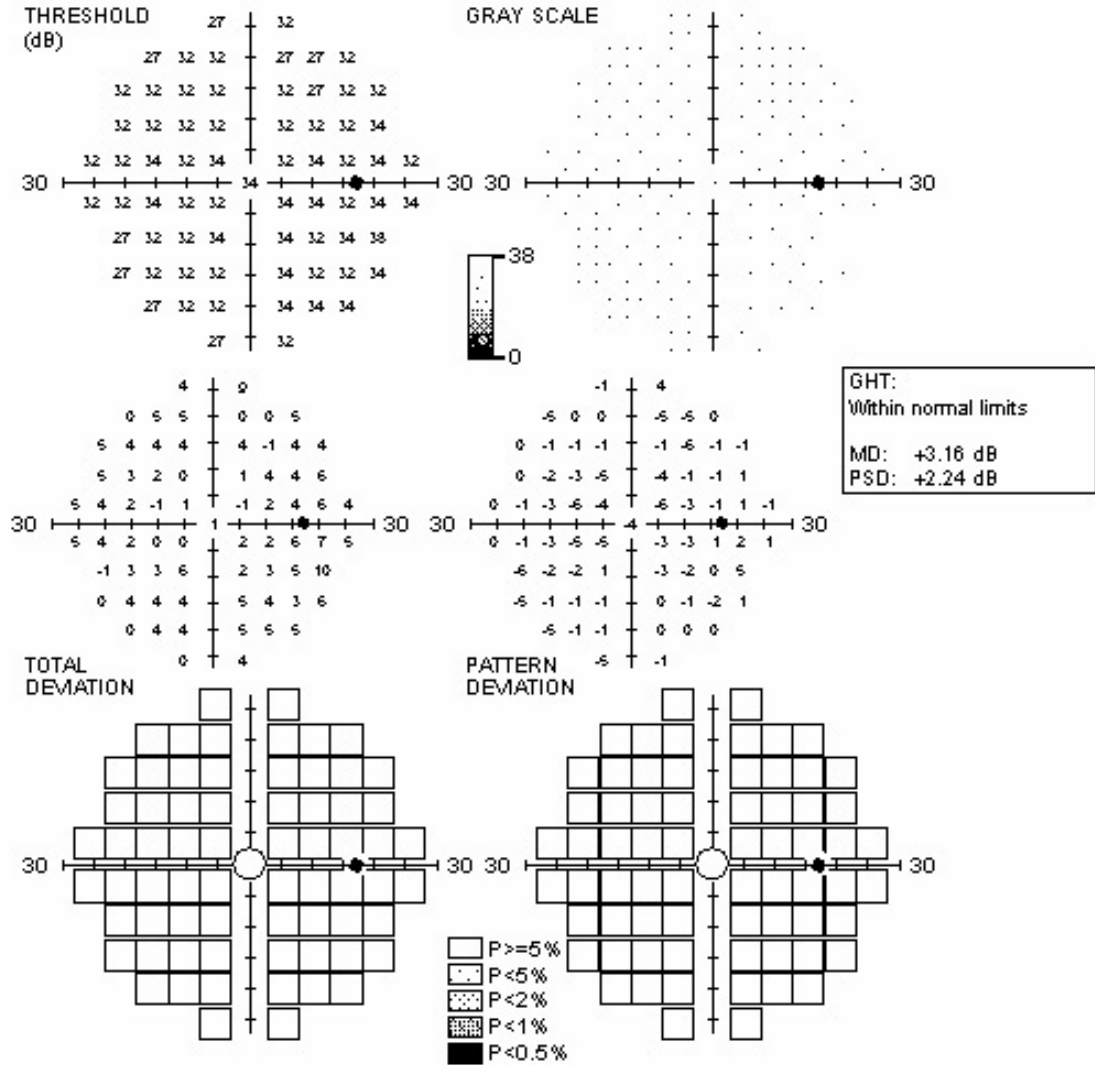 THRESHOLD
(dB)
27 32
27 32 32 27 27 32
32 32 32 32 32 27 32 32
32 32 32 32 32 32 32 34
32 32 34 32 34 32 34 32 34 32
30 34 30
32 32 34 32 32 34 34 32 34 34
27 32 32 34 34 32 34 38
27 32 32 32 34 32 32 34
27 32 32 34 34 34
27 32
GRAY SCALE
30 30
38
0
4 9
0 5 5 0 0 5
5 4 4 4 4 -1 4 4
5 3 2 0 1 4 4 6
5 4 2 -1 1 -1 2 4 6 4
30 1 30
5 4 2 0 0 2 2 6 7 5
-1 3 3 6 2 3 5 10
0 4 4 4 5 4 3 6
0 4 4 5 5 5
0 4
TOTAL
DEVIATION
-1 4
-5 0 0 -5 -5 0
0 -1 -1 -1 -1 -6 -1 -1
0 -2 -3 -5 -4 -1 -1 1
0 -1 -3 -6 -4 -6 -3 -1 1 -1
30 -4 30
0 -1 -3 -5 -5 -3 -3 1 2 1
-6 -2 -2 1 -3 -2 0 5
-5 -1 -1 -1 0 -1 -2 1
-5 -1 -1 0 0 0
-5 -1
PATTERN
DEVIATION
GHT:
Within normal limits
MD: +3.16 dB
PSD: +2.24 dB
30 30
30 30
P>=5%
P<5%
P<2%
P<1%
P<0.5%